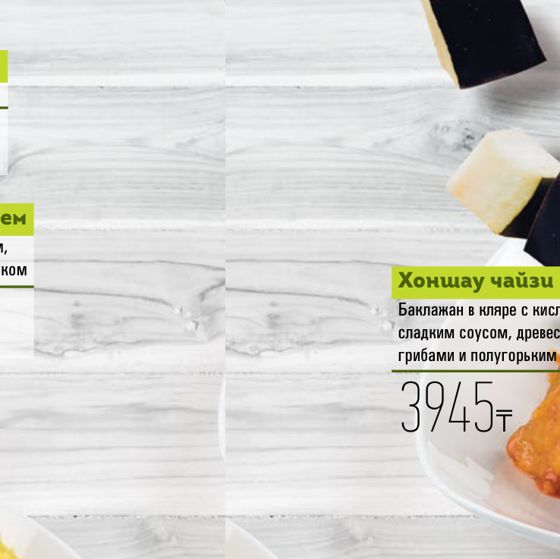 ем
м,
ком
Хоншау чайзи
Баклажан в кляре с кисл
сладким соусом, древес
грибами и полугорьким
3945₸